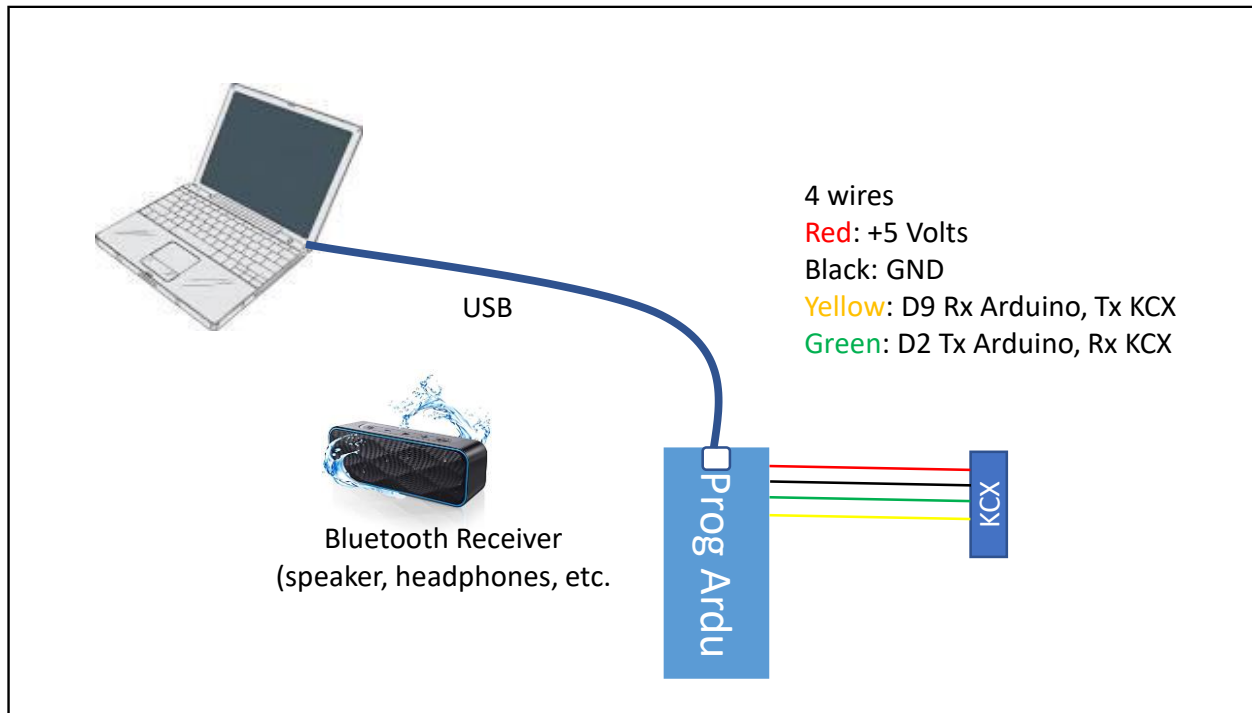 4 wires
Red: +5 Volts
Black: GND
Yellow: D9 Rx Arduino, Tx KCX
Green: D2 Tx Arduino, Rx KCX
USB
Bluetooth Receiver
(speaker, headphones, etc.
Prog Ardu
KCX